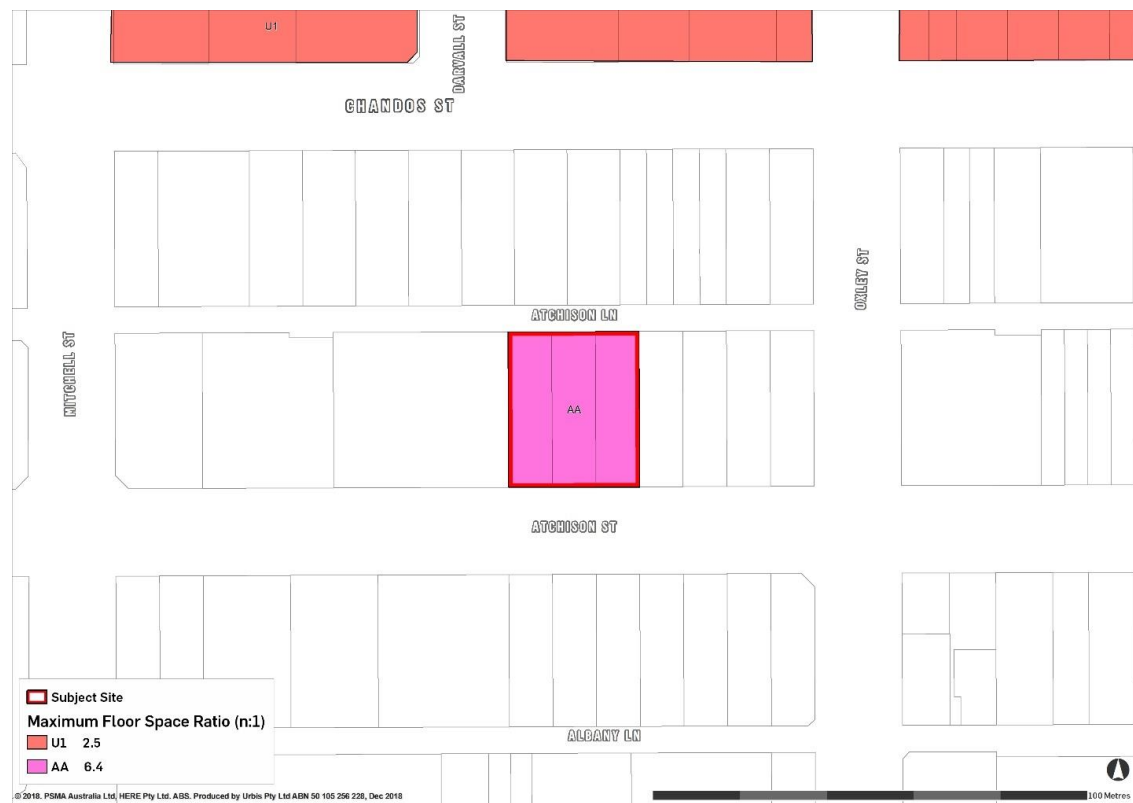 U1
DARVALL ST
CHANDOS ST
OXLEY ST
ATCHISON LN
MITCHELL ST
AA
ATCHISON ST
Subject Site
Maximum Floor Space Ratio (n:1)
U1 2.5
AA 6.4
ALBANY LN
© 2018. PSMA Australia Ltd, HERE Pty Ltd. ABS. Produced by Urbis Pty Ltd ABN 50 105 256 228, Dec 2018
100 Metres